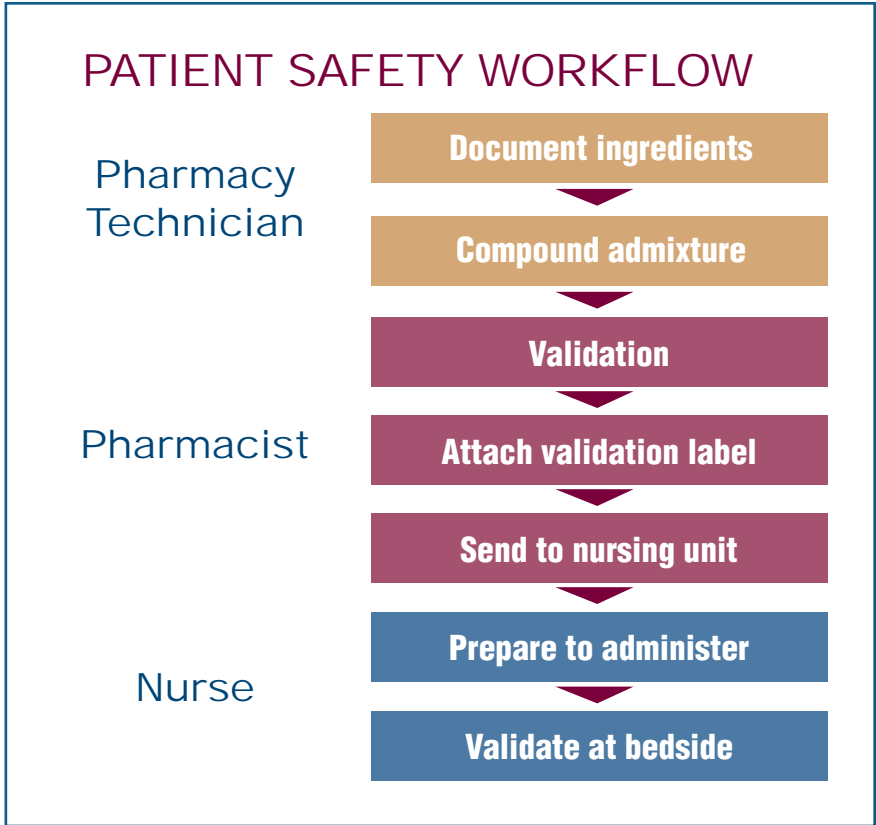 PATIENT SAFETY WORKFLOW
Pharmacy
Technician
Document ingredients
Compound admixture
Pharmacist
Validation
Attach validation label
Send to nursing unit
Nurse
Prepare to administer
Validate at bedside